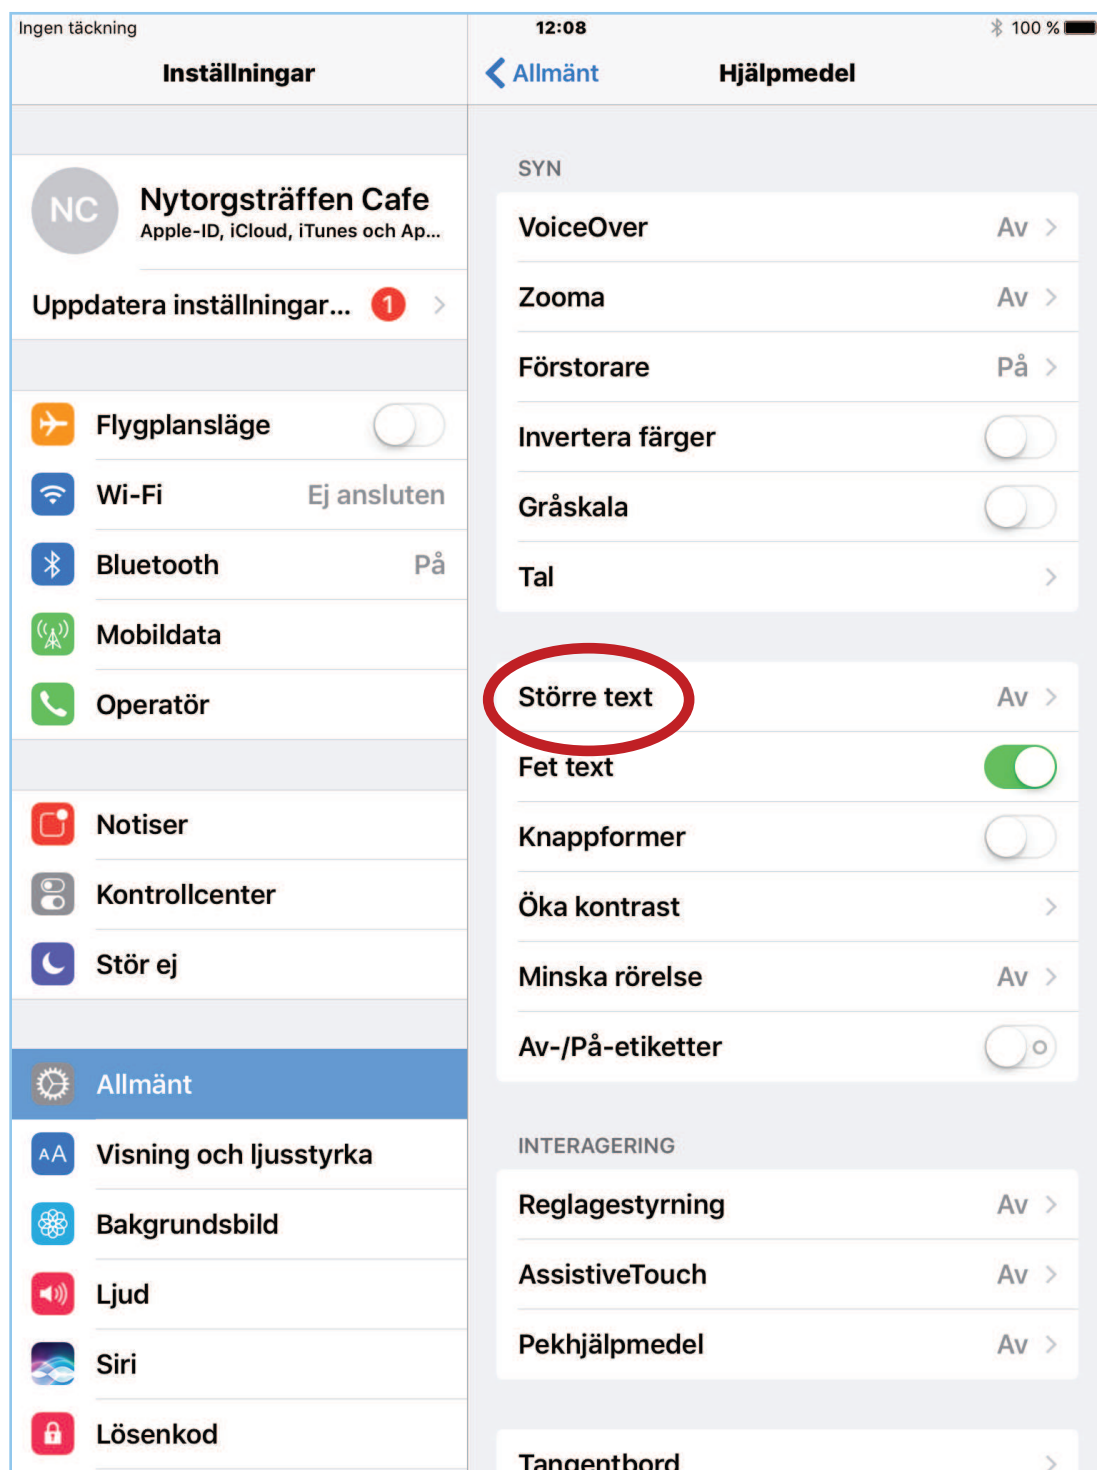 Ingen täckning
12:08
100 %
Inställningar
Allmänt
Hjälpmedel
NC
Nytorgsträffen Cafe
Apple-ID, iCloud, iTunes och Ap...
Uppdatera inställningar...
1
Flygplansläge
Wi-Fi
Ej ansluten
Bluetooth
På
Mobildata
Operatör
Notiser
Kontrollcenter
Stör ej
Allmänt
AA
Visning och ljusstyrka
Bakgrundsbild
Ljud
Siri
Lösenkod
SYN
VoiceOver
Av
Zooma
Av
Förstorare
På
Invertera färger
Gråskala
Tal
Större text
Av
Fet text
Knappformer
Öka kontrast
Minska rörelse
Av
Av-/På-etiketter
INTERAGERING
Reglagestyrning
Av
AssistiveTouch
Av
Pekhjälpmedel
Av
Tangentbord